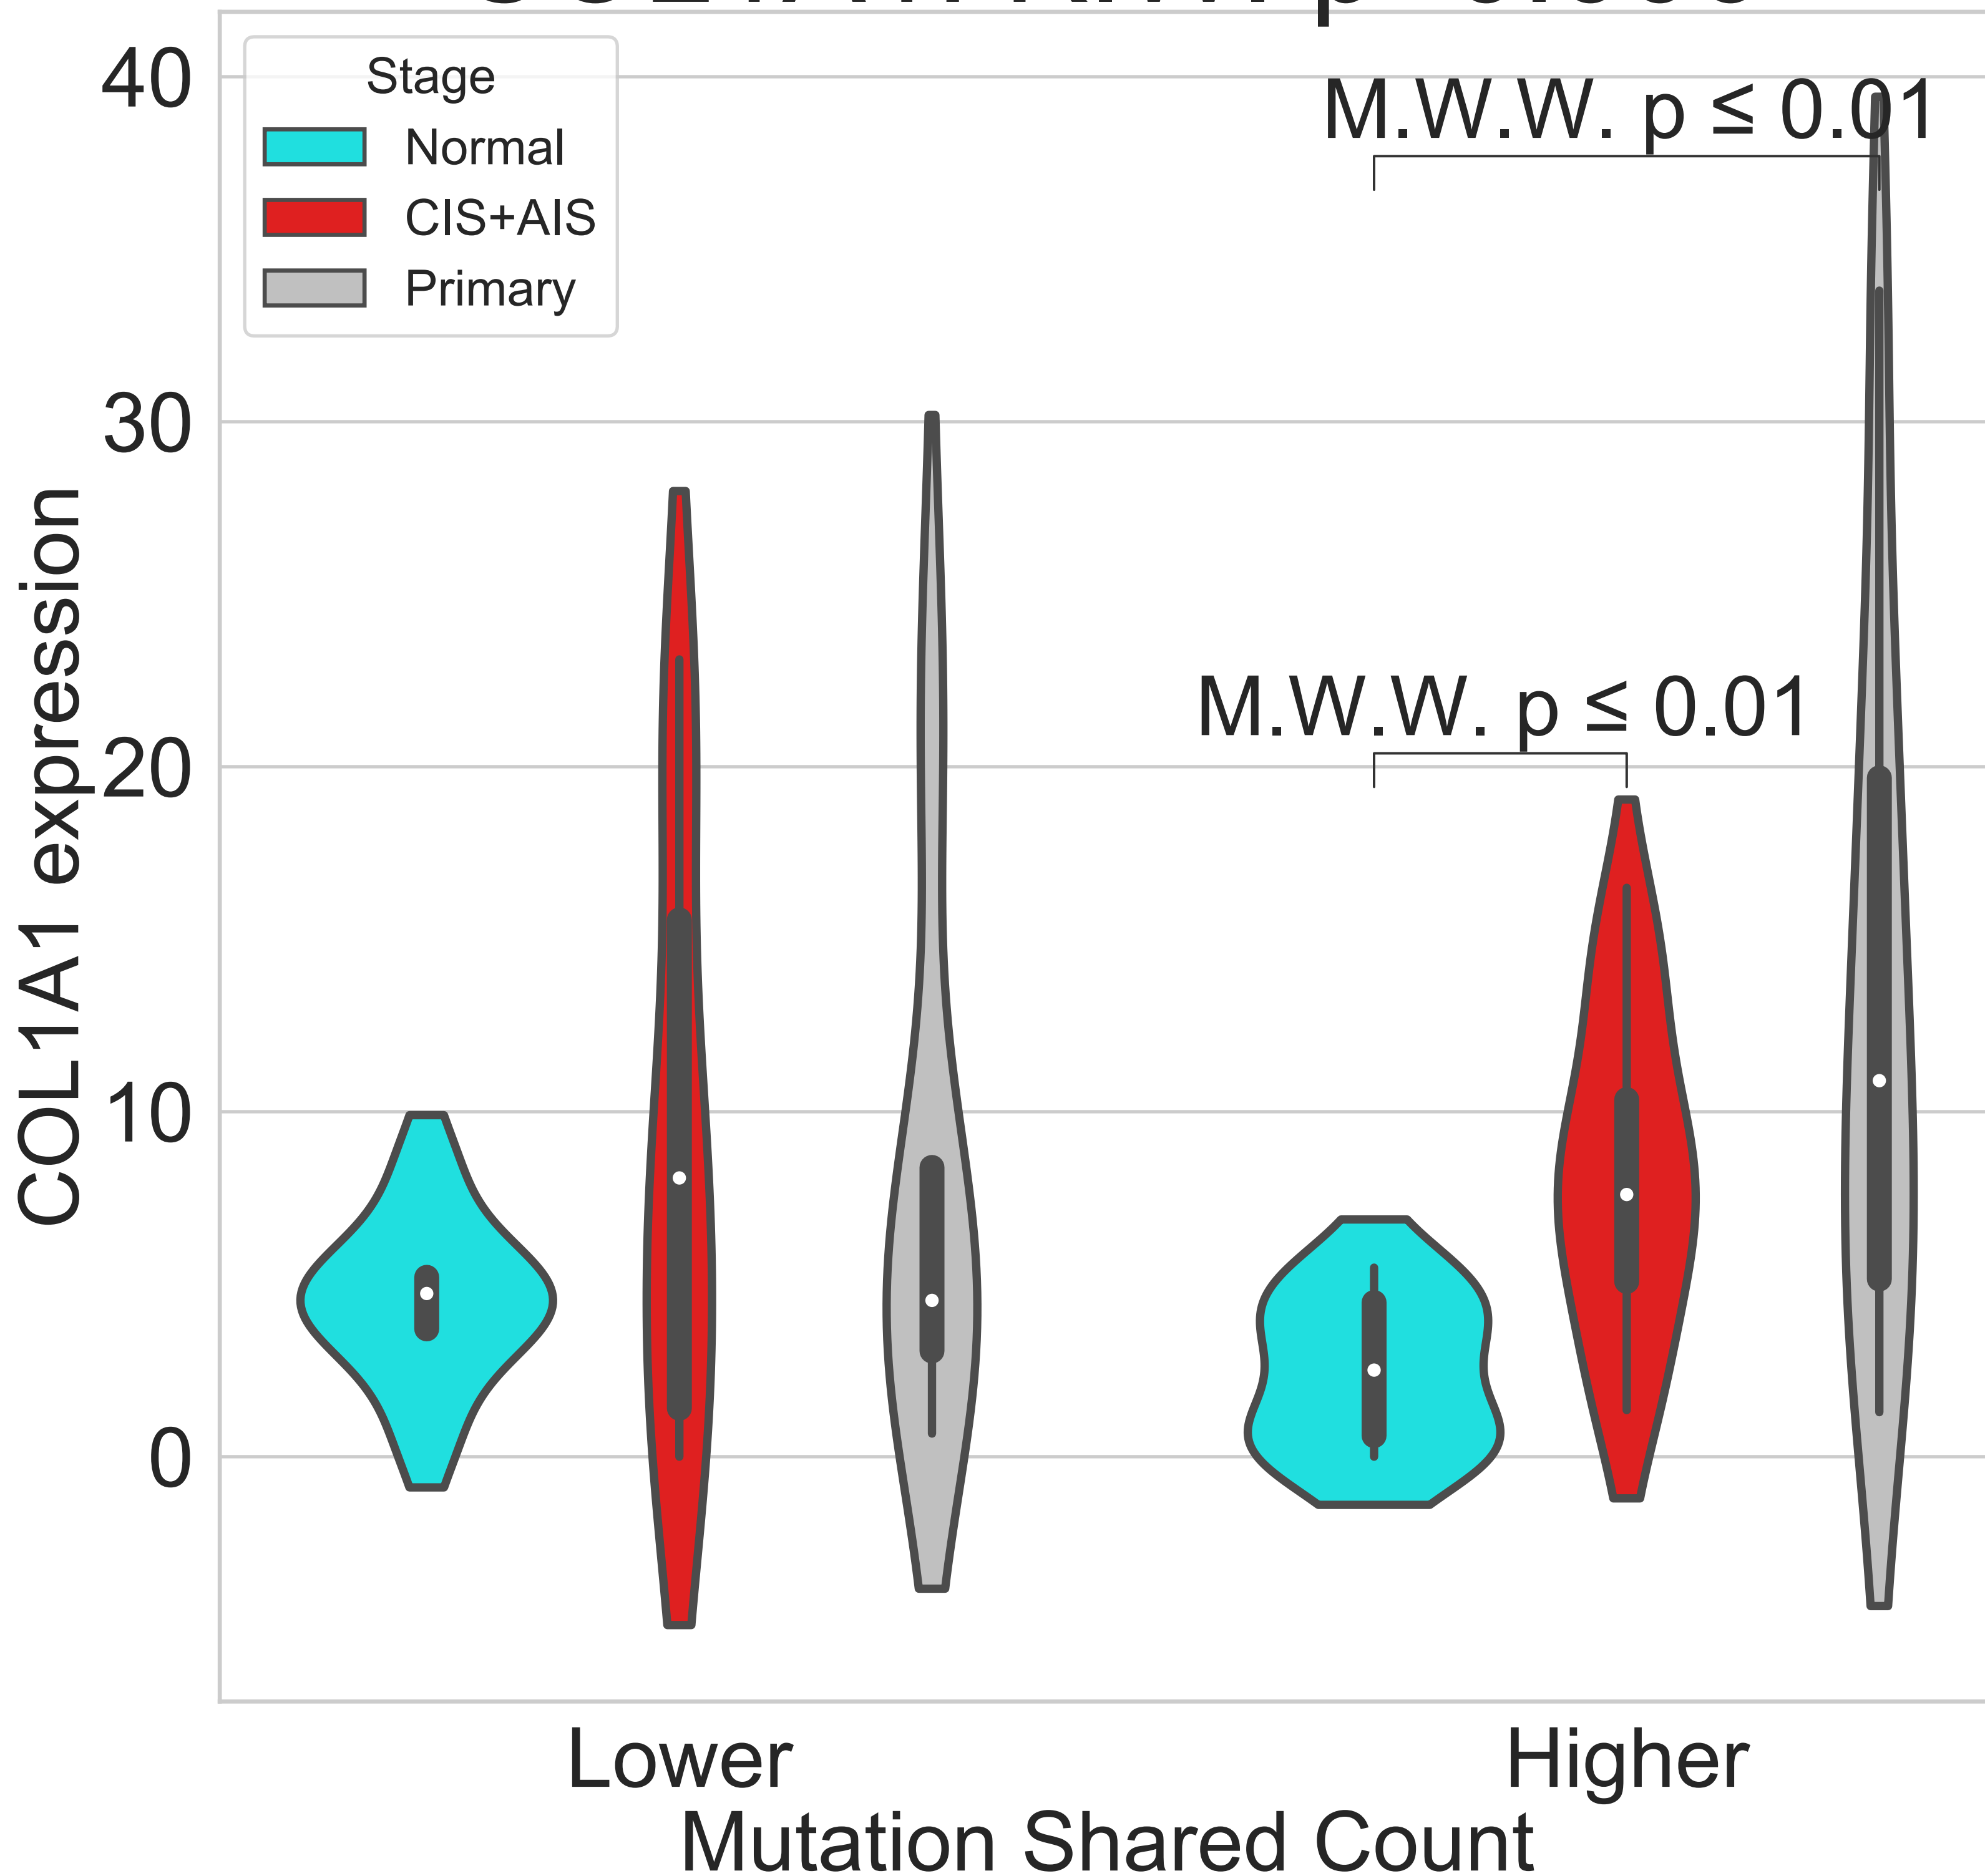 40
30
20
10
0
COL1A1 expression
Stage
Normal
CIS+AIS
Primary
M.W.W. p ≤ 0.01
M.W.W. p ≤ 0.01
Lower
Higher
Mutation Shared Count